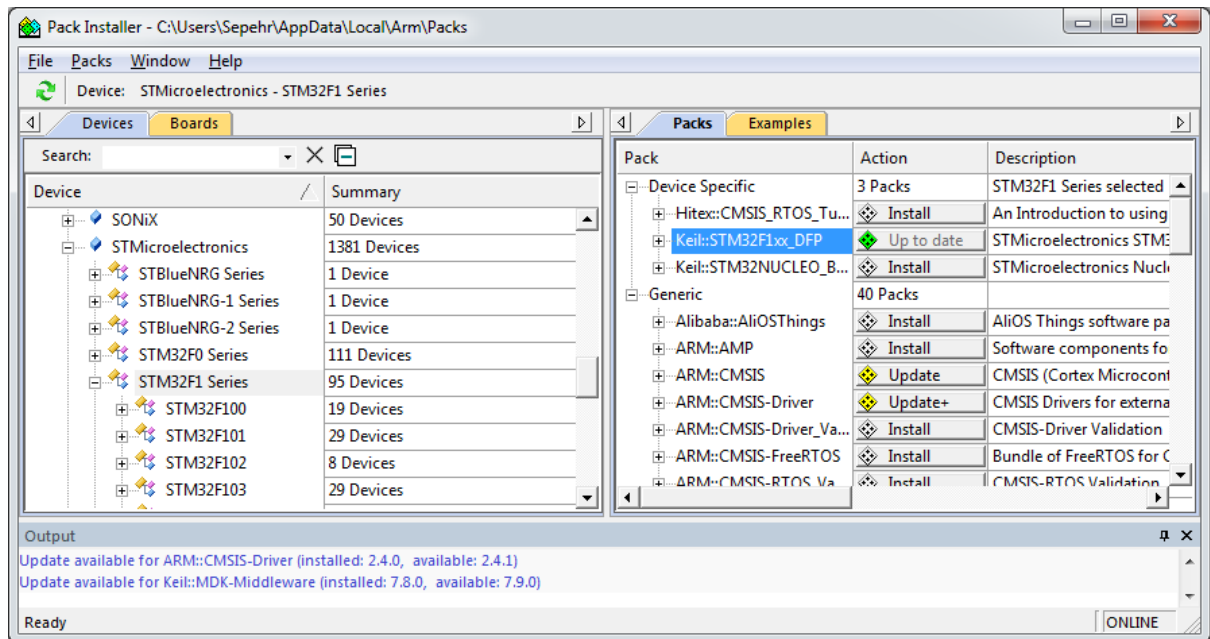 Pack Installer - C:\Users\Sepehr\AppData\Local\Arm\Packs
File Packs Window Help
Device: STMicroelectronics - STM32F1 Series
Devices Boards
Search:
Device Summary
SONiX 50 Devices
STMicroelectronics 1381 Devices
STBlueNRG Series 1 Device
STBlueNRG-1 Series 1 Device
STBlueNRG-2 Series 1 Device
STM32F0 Series 111 Devices
STM32F1 Series 95 Devices
STM32F100 19 Devices
STM32F101 29 Devices
STM32F102 8 Devices
STM32F103 29 Devices
Packs Examples
Pack Action Description
Device Specific 3 Packs STM32F1 Series selected
Hitex::CMSIS_RTOS_Tu... Install An Introduction to using
Keil::STM32F1xx_DFP Up to date STMicroelectronics STM3
Keil::STM32NUCLEO_B... Install STMicroelectronics Nucl
Generic 40 Packs
Alibaba::AliOSThings Install AliOS Things software pa
ARM::AMP Install Software components fo
ARM::CMSIS Update CMSIS (Cortex Microcont
ARM::CMSIS-Driver Update+ CMSIS Drivers for externa
ARM::CMSIS-Driver_Va... Install CMSIS-Driver Validation
ARM::CMSIS-FreeRTOS Install Bundle of FreeRTOS for C
ARM::CMSIS-RTOS_Va... Install CMSIS-RTOS Validation
Output
Update available for ARM::CMSIS-Driver (installed: 2.4.0, available: 2.4.1)
Update available for Keil::MDK-Middleware (installed: 7.8.0, available: 7.9.0)
Ready ONLINE